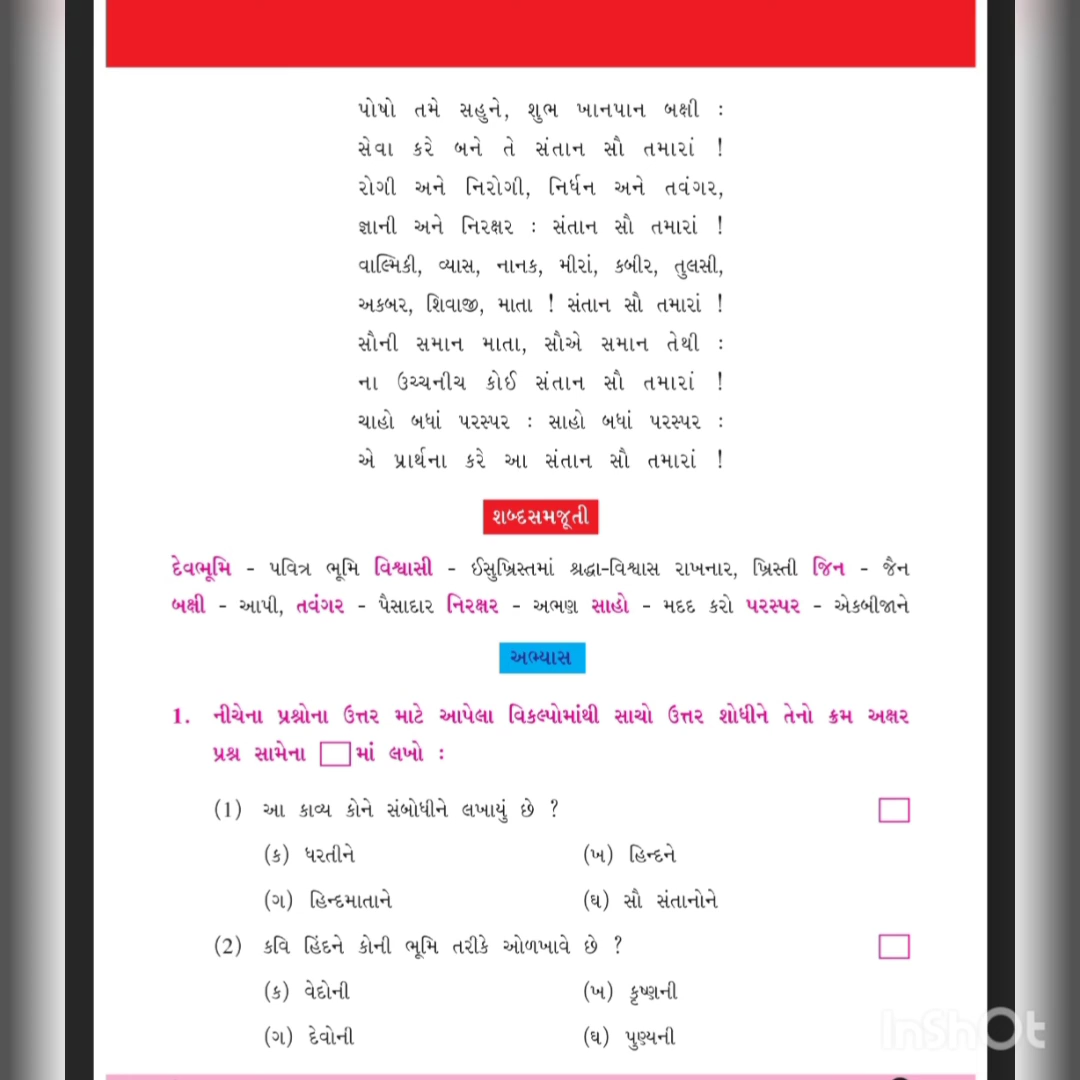 પોષો તમે સહુને, શુભ ખાનપાન બક્ષી :
સેવા કરે બને તે સંતાન સૌ તમારાં !
રોગી અને નિરોગી, નિર્ધન અને તવંગર,
જ્ઞાની અને નિરક્ષર : સંતાન સૌ તમારાં !
વાલ્મિકી, વ્યાસ, નાનક, મીરાં, કબીર, તુલસી,
અકબર, શિવાજી, માતા ! સંતાન સૌ તમારાં !
સૌની સમાન માતા, સૌએ સમાન તેથી :
ના ઉચ્ચનીચ કોઈ સંતાન સૌ તમારાં !
ચાહો બધાં પરસ્પર : સાહો બધાં પરસ્પર :
એ પ્રાર્થના કરે આ સંતાન સૌ તમારાં !
શબ્દસમજૂતી
દેવભૂમિ - પવિત્ર ભૂમિ વિશ્વાસી - ઈસુખ્રિસ્તમાં શ્રદ્ધા-વિશ્વાસ રાખનાર, ખ્રિસ્તી જિન - જૈન
બક્ષી - આપી, તવંગર - પૈસાદાર નિરક્ષર - અભણ સાહો - મદદ કરો પરસ્પર - એકબીજાને
અભ્યાસ
1. નીચેના પ્રશ્નોના ઉત્તર માટે આપેલા વિકલ્પોમાંથી સાચો ઉત્તર શોધીને તેનો ક્રમ અક્ષર
પ્રશ્ન સામેના માં લખો :
(1) આ કાવ્ય કોને સંબોધીને લખાયું છે ?
(ક) ધરતીને (ખ) હિન્દને
(ગ) હિન્દમાતાને (ઘ) સૌ સંતાનોને
(2) કવિ હિંદને કોની ભૂમિ તરીકે ઓળખાવે છે ?
(ક) વેદોની (ખ) કૃષ્ણની
(ગ) દેવોની (ઘ) પુણ્યની
InShOt